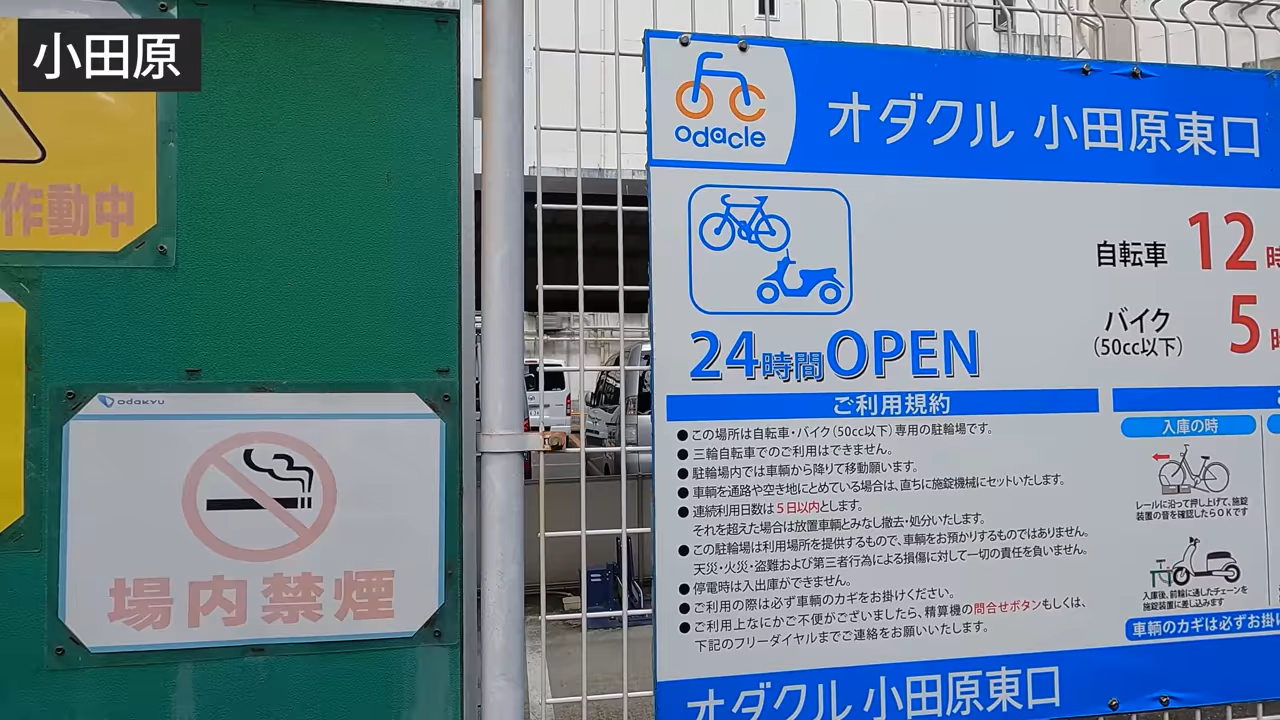 小田原
作動中
odakyu
場内禁煙
odacle
オダクル 小田原東口
自転車 12時
バイク 5時
(50cc以下)
24時間OPEN
ご利用規約
●この場所は自転車・バイク(50cc以下)専用の駐輪場です。
●三輪自転車でのご利用はできません。
●駐輪場内では車輌から降りて移動願います。
●車輌を通路や空き地にとめている場合は、直ちに施錠機械にセットいたします。
●連続利用日数は5日以内とします。
それを超えた場合は放置車輌とみなし撤去・処分いたします。
●この駐輪場は利用場所を提供するもので、車輌をお預かりするものではありません。
天災・火災・盗難および第三者行為による損傷に対して一切の責任を負いません。
●停電時は入出庫ができません。
●ご利用の際は必ず車輌のカギをお掛けください。
●ご利用上なにかご不便がございましたら、精算機の問合せボタンもしくは、
下記のフリーダイヤルまでご連絡をお願いいたします。
入庫の時
レールに沿って押し上げて、施錠
装置の音を確認したらOKです
入庫後、前輪に通したチェーンを
施錠装置に差し込みます
車輌のカギは必ずお掛け
オダクル 小田原東口